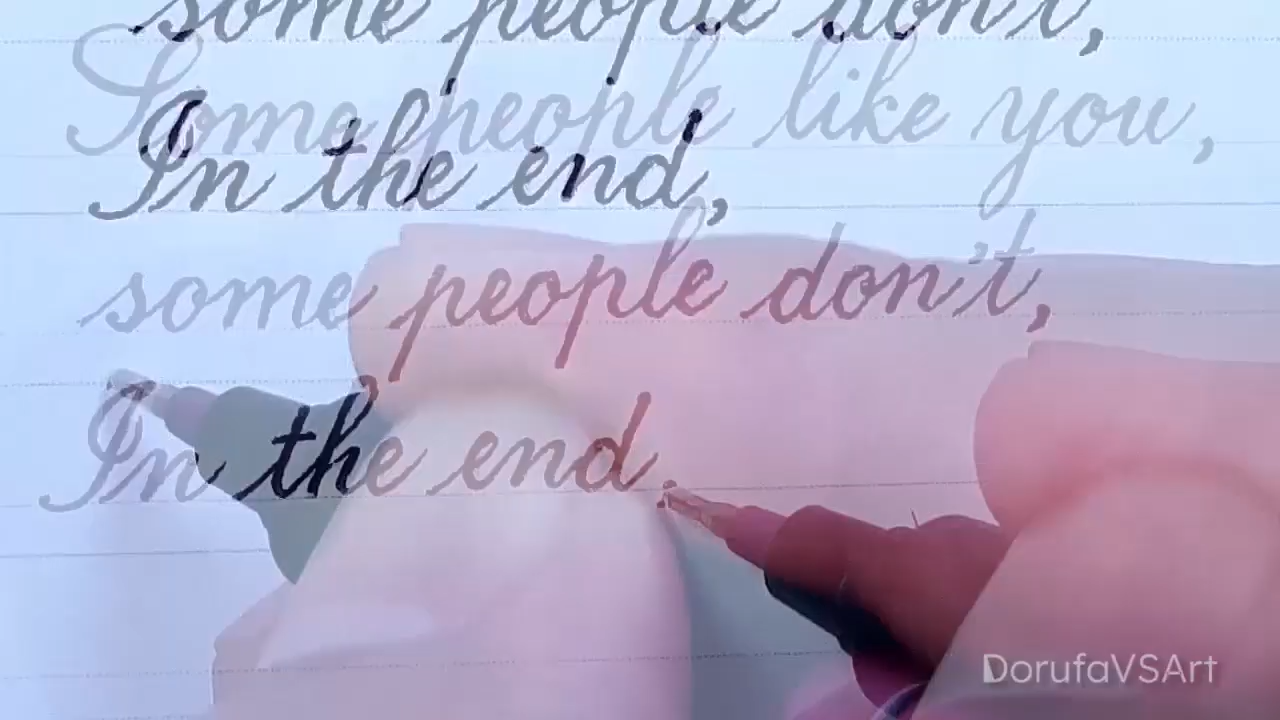 some people don't,
Some people like you,
In the end,
some people don't,
In the end
DorufaVSArt